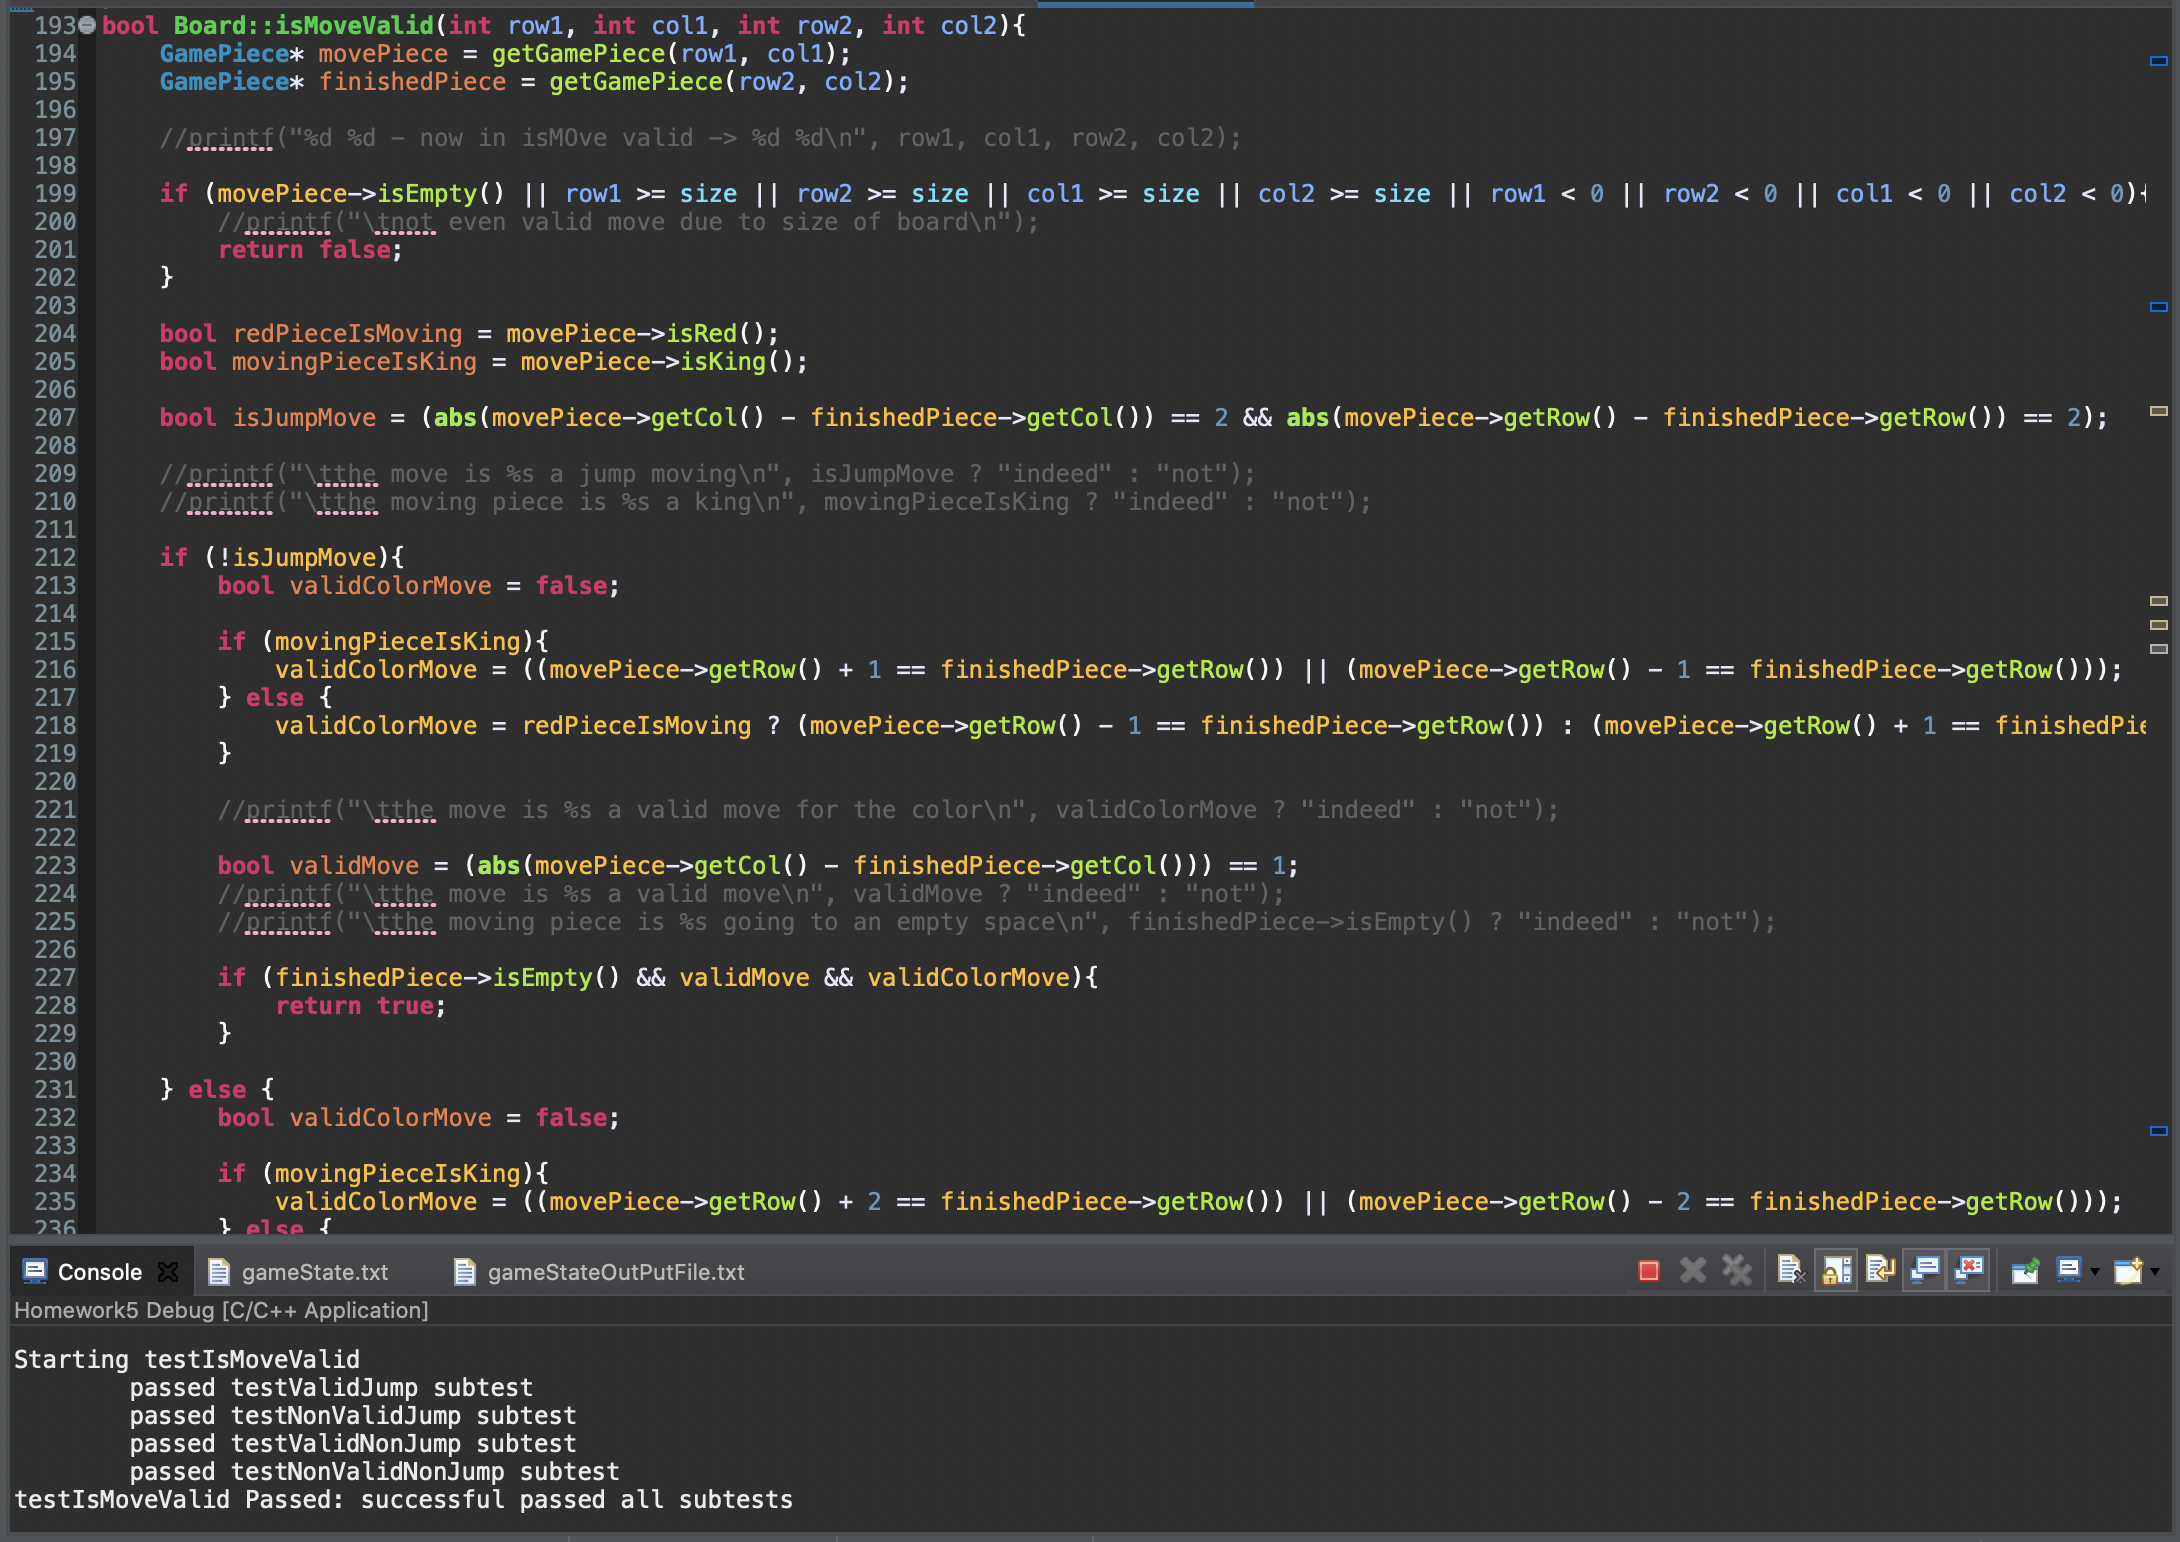 193 bool Board::isMoveValid(int row1, int col1, int row2, int col2){
194     GamePiece* movePiece = getGamePiece(row1, col1);
195     GamePiece* finishedPiece = getGamePiece(row2, col2);
196
197     //printf("%d %d - now in isMOve valid -> %d %d\n", row1, col1, row2, col2);
198
199     if (movePiece->isEmpty() || row1 >= size || row2 >= size || col1 >= size || col2 >= size || row1 < 0 || row2 < 0 || col1 < 0 || col2 < 0){
200         //printf("\tnot even valid move due to size of board\n");
201         return false;
202     }
203
204     bool redPieceIsMoving = movePiece->isRed();
205     bool movingPieceIsKing = movePiece->isKing();
206
207     bool isJumpMove = (abs(movePiece->getCol() - finishedPiece->getCol()) == 2 && abs(movePiece->getRow() - finishedPiece->getRow()) == 2);
208
209     //printf("\tthe move is %s a jump moving\n", isJumpMove ? "indeed" : "not");
210     //printf("\tthe moving piece is %s a king\n", movingPieceIsKing ? "indeed" : "not");
211
212     if (!isJumpMove){
213         bool validColorMove = false;
214
215         if (movingPieceIsKing){
216             validColorMove = ((movePiece->getRow() + 1 == finishedPiece->getRow()) || (movePiece->getRow() - 1 == finishedPiece->getRow()));
217         } else {
218             validColorMove = redPieceIsMoving ? (movePiece->getRow() - 1 == finishedPiece->getRow()) : (movePiece->getRow() + 1 == finishedPie
219         }
220
221         //printf("\tthe move is %s a valid move for the color\n", validColorMove ? "indeed" : "not");
222
223         bool validMove = (abs(movePiece->getCol() - finishedPiece->getCol())) == 1;
224         //printf("\tthe move is %s a valid move\n", validMove ? "indeed" : "not");
225         //printf("\tthe moving piece is %s going to an empty space\n", finishedPiece->isEmpty() ? "indeed" : "not");
226
227         if (finishedPiece->isEmpty() && validMove && validColorMove){
228             return true;
229         }
230
231     } else {
232         bool validColorMove = false;
233
234         if (movingPieceIsKing){
235             validColorMove = ((movePiece->getRow() + 2 == finishedPiece->getRow()) || (movePiece->getRow() - 2 == finishedPiece->getRow()));
236         } else {
Console gameState.txt gameStateOutPutFile.txt
Homework5 Debug [C/C++ Application]
Starting testIsMoveValid
        passed testValidJump subtest
        passed testNonValidJump subtest
        passed testValidNonJump subtest
        passed testNonValidNonJump subtest
testIsMoveValid Passed: successful passed all subtests